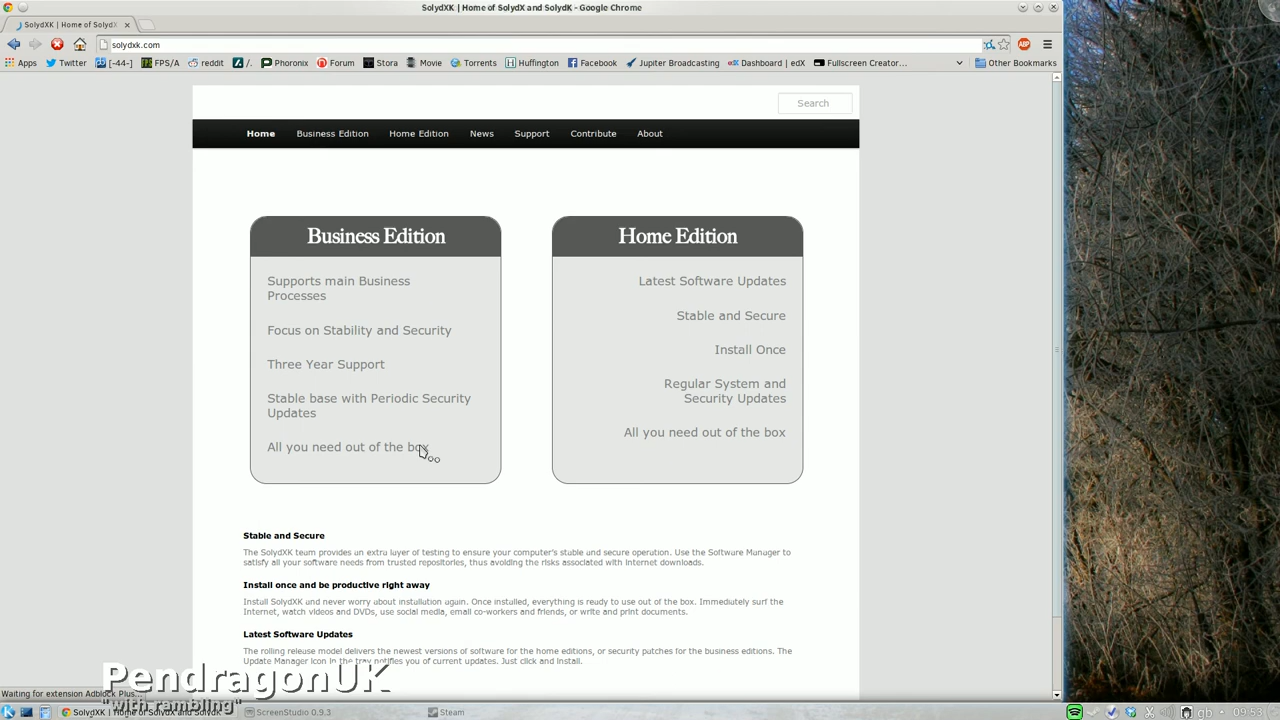 SolydXK | Home of SolydX and SolydK - Google Chrome
SolydXK | Home of SolydX
solydxk.com
ABP
Apps Twitter [-44-] FPS/A reddit /. Phoronix Forum Stora Movie Torrents Huffington Facebook Jupiter Broadcasting Dashboard | edX Fullscreen Creator... Other Bookmarks
Search
Home Business Edition Home Edition News Support Contribute About
Business Edition
Supports main Business
Processes
Focus on Stability and Security
Three Year Support
Stable base with Periodic Security
Updates
All you need out of the box
Home Edition
Latest Software Updates
Stable and Secure
Install Once
Regular System and
Security Updates
All you need out of the box
Stable and Secure
The SolydXK team provides an extra layer of testing to ensure your computer's stable und secure operation. Use the Software Manager to
satisfy all your software needs from trusted repositories, thus avoiding the risks associated with Internet downloads.
Install once and be productive right away
Install SolydXK and never worry about installation again. Once installed, everything is ready to use out of the box. Immediately surf the
Internet, watch videos and DVDs, use social media, email co-workers and friends, or write and print documents.
Latest Software Updates
The rolling release model delivers the newest versions of software for the home editions, or security patches for the business editions. The
Update Manager icon in the tray notifies you of current updates. Just click and install.
PendragonUK
"with rambling"
Waiting for extension Adblock Plus...
SolydXK | Home of SolydX and SolydK ScreenStudio 0.9.3 Steam gb 09:53